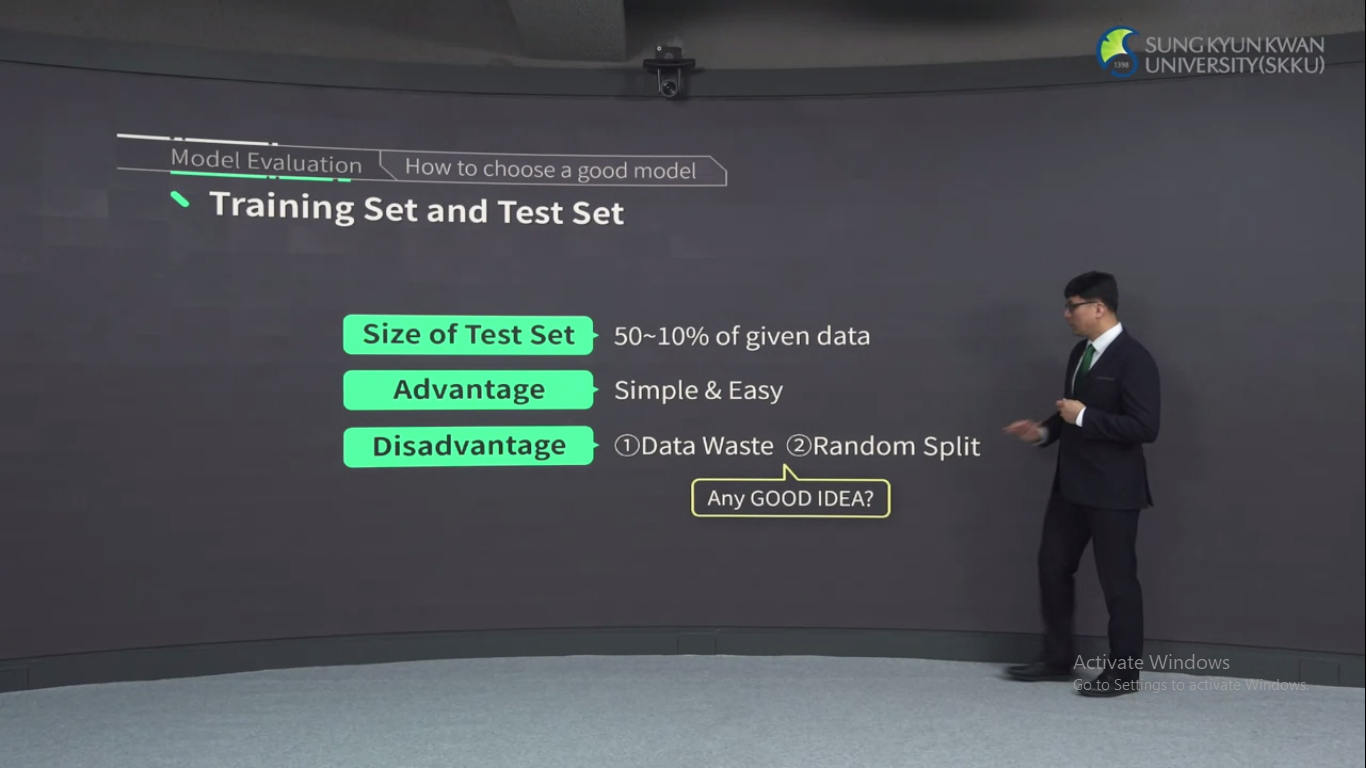 SUNG KYUN KWAN
UNIVERSITY(SKKU)
1398
Model Evaluation How to choose a good model
Training Set and Test Set
Size of Test Set 50~10% of given data
Advantage Simple & Easy
Disadvantage ①Data Waste ②Random Split
Any GOOD IDEA?
Activate Windows
Go to Settings to activate Windows.